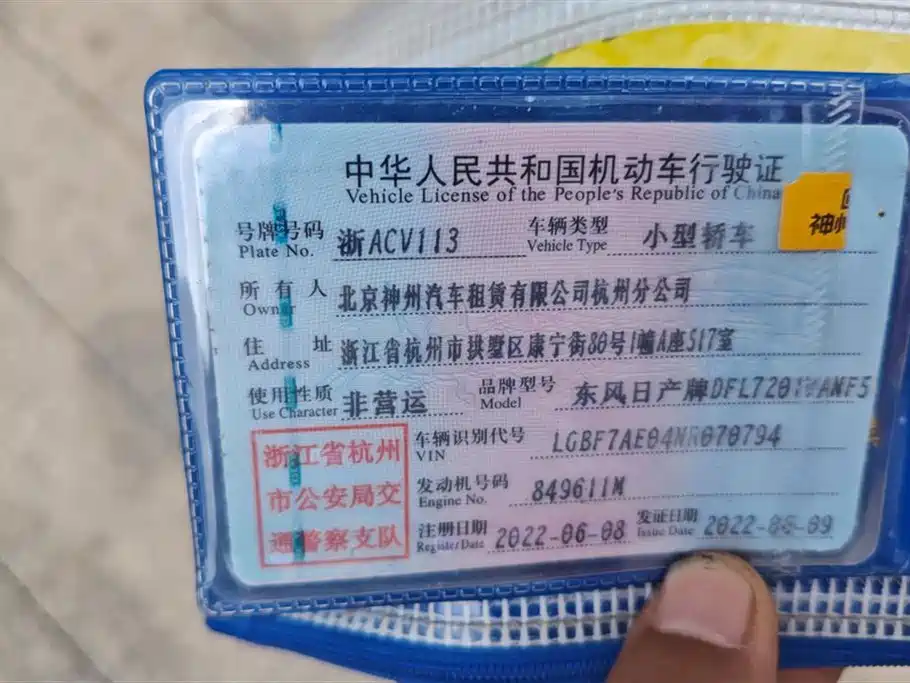 中华人民共和国机动车行驶证
Vehicle License of the People's Republic of China
号牌号码 浙ACV113 车辆类型 小型轿车
Plate No. Vehicle Type
神州
所有人 北京神州汽车租赁有限公司杭州分公司
Owner
住址 浙江省杭州市拱墅区康宁街80号1幢A座517室
Address
使用性质 非营运 品牌型号 东风日产牌
Use Character Model
浙江省杭州
市公安局交
通警察支队
车辆识别代号
VIN
发动机号码 849611M
Engine No.
注册日期 2022-06-08 发证日期
Register Date Issue Date